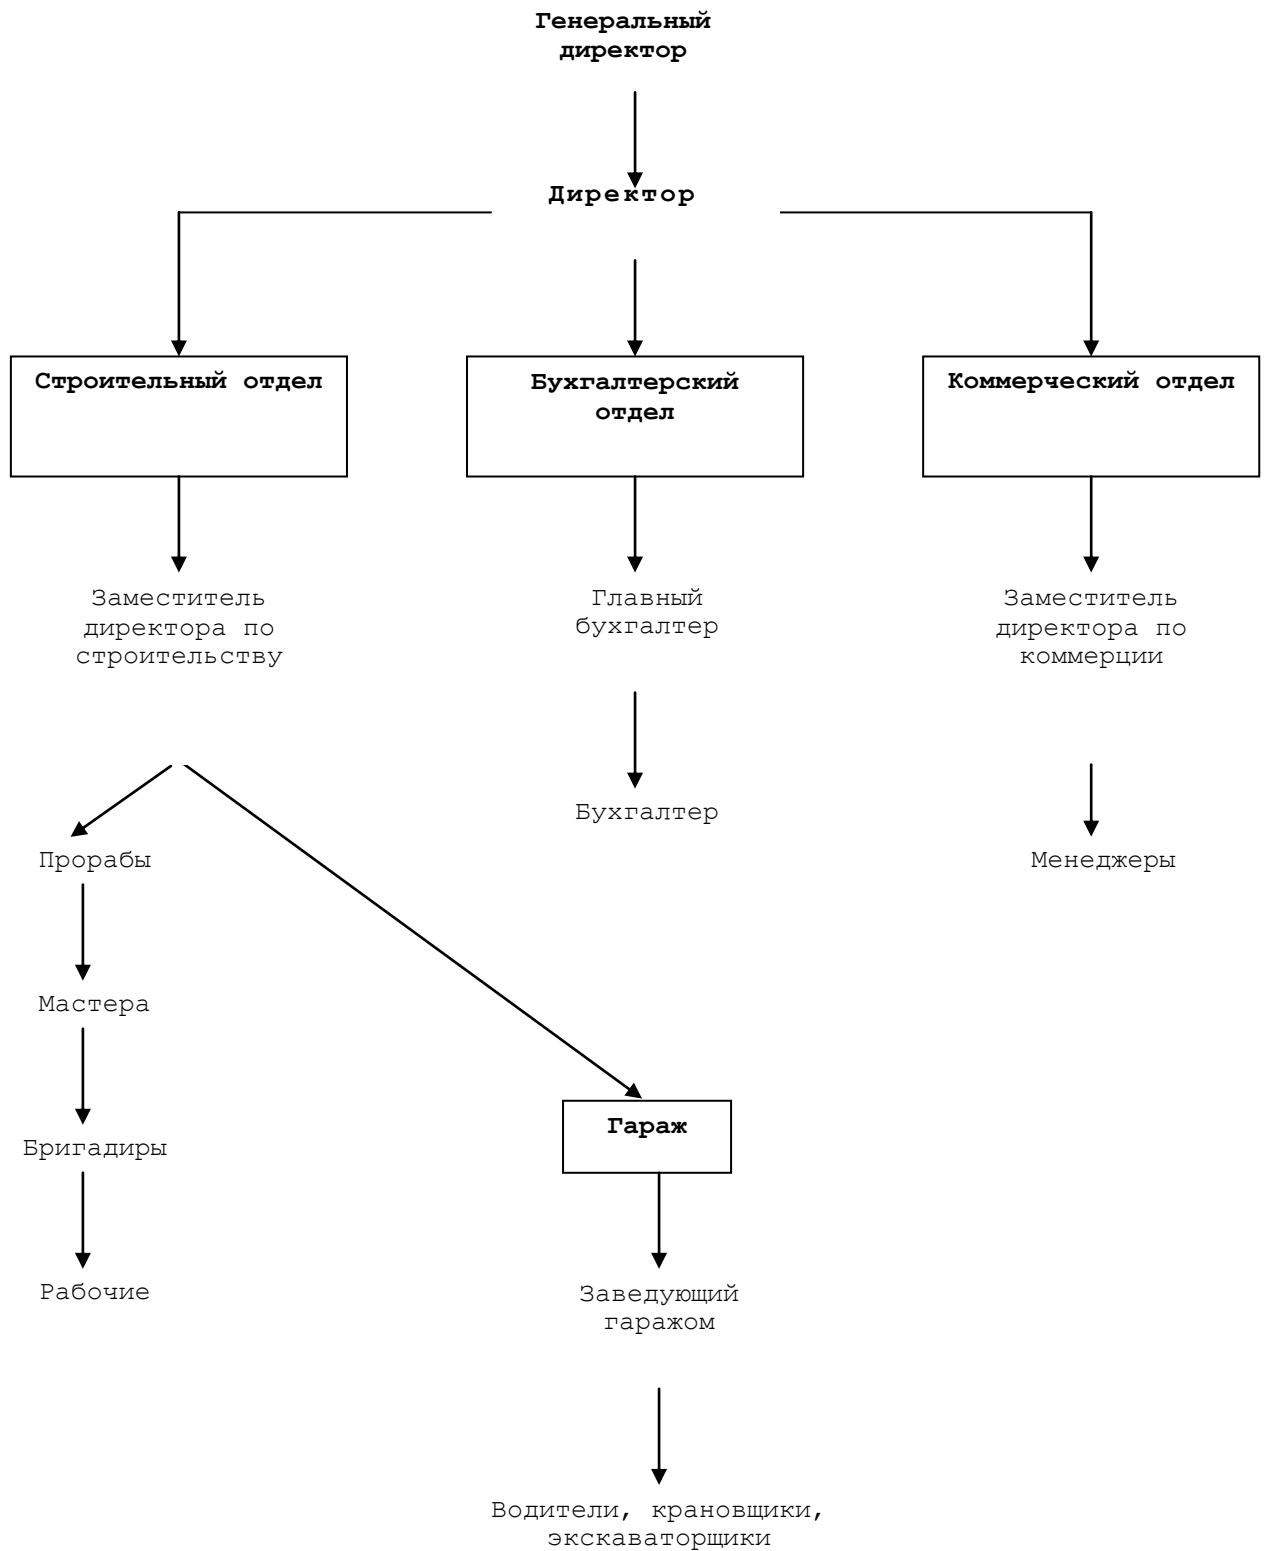 Генеральный
директор
Директор
Строительный отдел
Бухгалтерский
отдел
Коммерческий отдел
Заместитель
директора по
строительству
Главный
бухгалтер
Заместитель
директора по
коммерции
Бухгалтер
Прорабы
Менеджеры
Мастера
Гараж
Бригадиры
Рабочие
Заведующий
гаражом
Водители, крановщики,
экскаваторщики